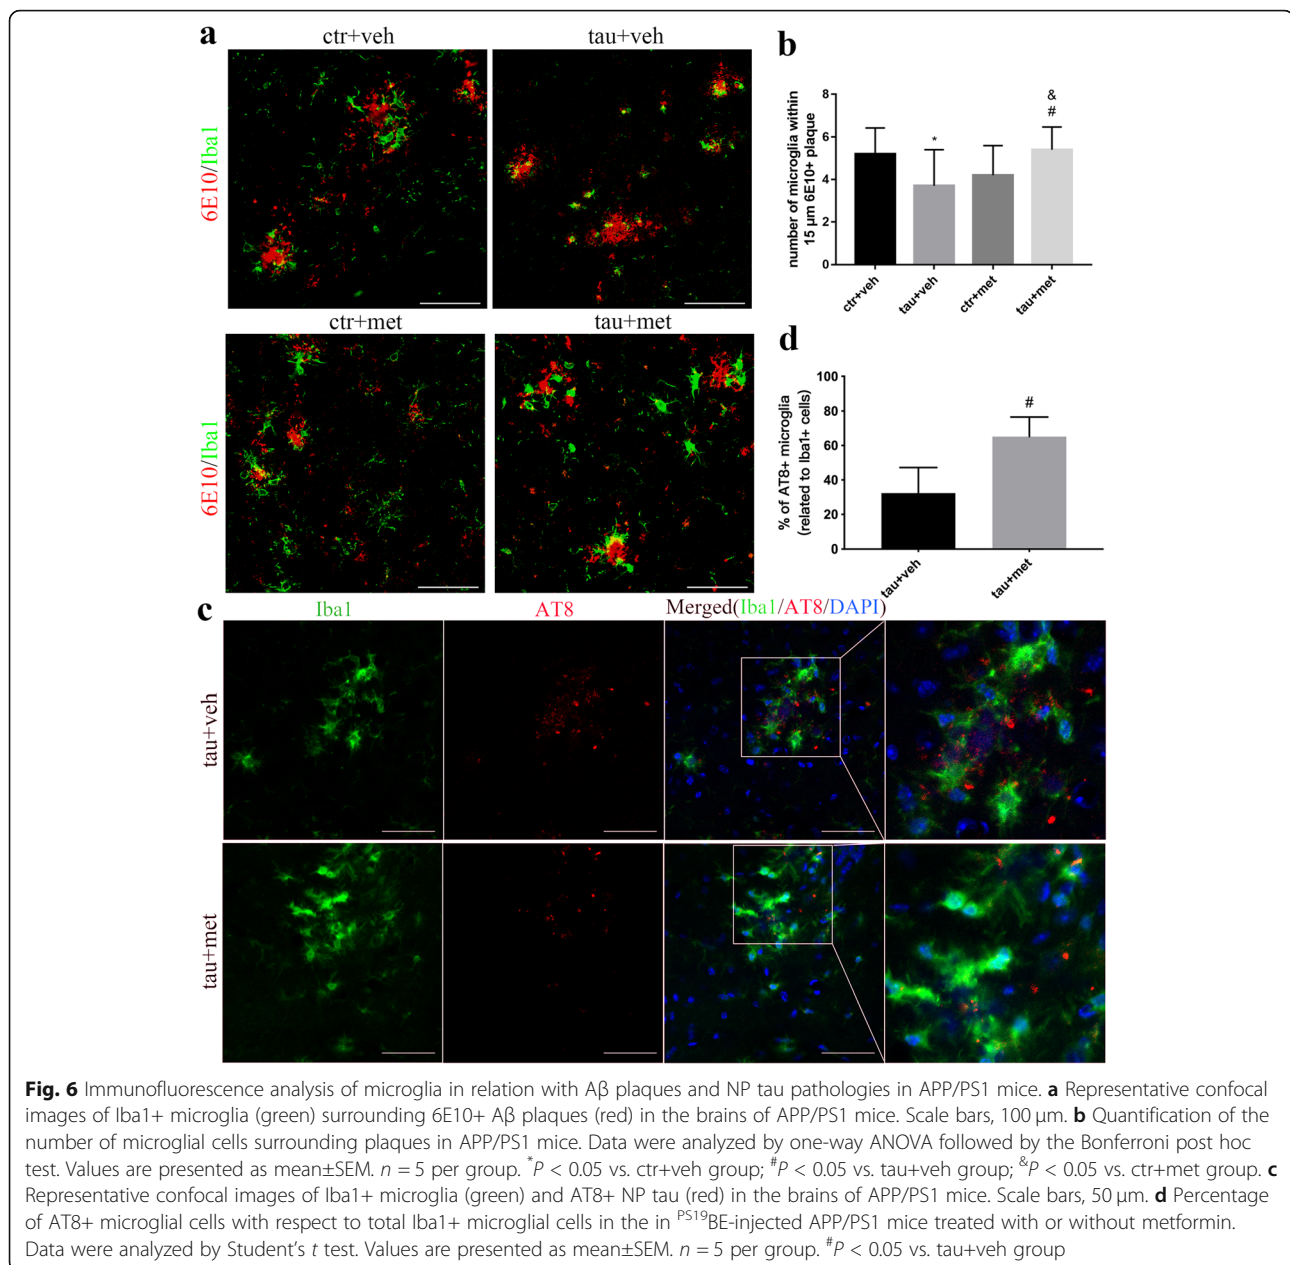 a
ctr+veh
tau+veh
6E10/Iba1
ctr+met
tau+met
6E10/Iba1
b
number of microglia within
15 µm 6E10+ plaque
8
6
4
2
0
*
&
#
ctr+veh
tau+veh
ctr+met
tau+met
d
% of AT8+ microglia
(related to Iba1+ cells)
100
80
60
40
20
0
#
tau+veh
tau+met
c
Iba1
AT8
Merged(Iba1/AT8/DAPI)
tau+veh
tau+met
Fig. 6 Immunofluorescence analysis of microglia in relation with Aβ plaques and NP tau pathologies in APP/PS1 mice. a Representative confocal
images of Iba1+ microglia (green) surrounding 6E10+ Aβ plaques (red) in the brains of APP/PS1 mice. Scale bars, 100 µm. b Quantification of the
number of microglial cells surrounding plaques in APP/PS1 mice. Data were analyzed by one-way ANOVA followed by the Bonferroni post hoc
test. Values are presented as mean±SEM. n = 5 per group. *P < 0.05 vs. ctr+veh group; #P < 0.05 vs. tau+veh group; &P < 0.05 vs. ctr+met group. c
Representative confocal images of Iba1+ microglia (green) and AT8+ NP tau (red) in the brains of APP/PS1 mice. Scale bars, 50 µm. d Percentage
of AT8+ microglial cells with respect to total Iba1+ microglial cells in the in PS19BE-injected APP/PS1 mice treated with or without metformin.
Data were analyzed by Student's t test. Values are presented as mean±SEM. n = 5 per group. #P < 0.05 vs. tau+veh group